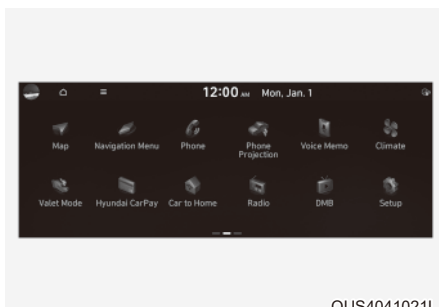 12:00 AM Mon, Jan. 1
Map Navigation Menu Phone Phone Projection Voice Memo Climate
Valet Mode Hyundai CarPay Car to Home Radio DMB Setup